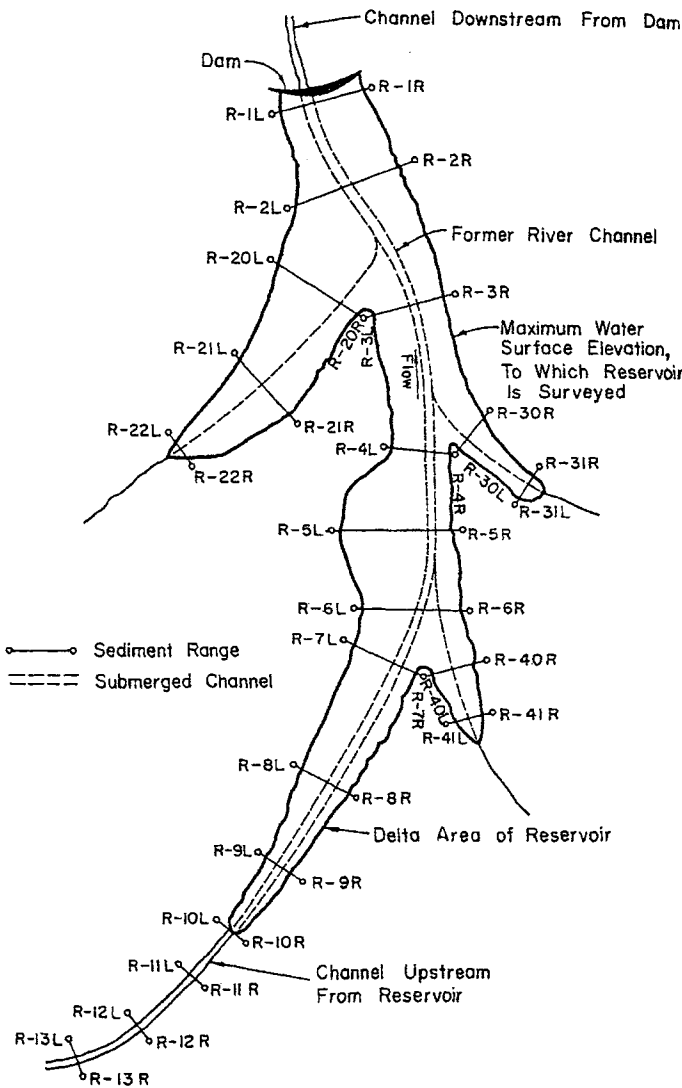 Channel Downstream From Dam
Dam
R-1R
R-1L
R-2R
R-2L
Former River Channel
R-20L
R-3R
R-20R
R-3L
Flow
Maximum Water
Surface Elevation,
To Which Reservoir
Is Surveyed
R-21L
R-30R
R-21R
R-22L
R-4L
R-31R
R-22R
R-30L
R-4R
R-31L
R-5L
R-5R
R-6L
R-6R
R-7L
Sediment Range
R-40R
Submerged Channel
R-40L
R-7R
R-41R
R-41L
R-8L
R-8R
Delta Area of Reservoir
R-9L
R-9R
R-10L
R-10R
R-11L
Channel Upstream
From Reservoir
R-11R
R-12L
R-12R
R-13L
R-13R